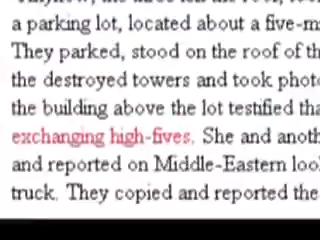 a parking lot, located about a five-m
They parked, stood on the roof of th
the destroyed towers and took phot
the building above the lot testified tha
exchanging high-fives. She and anoth
and reported on Middle-Eastern loo
truck. They copied and reported the